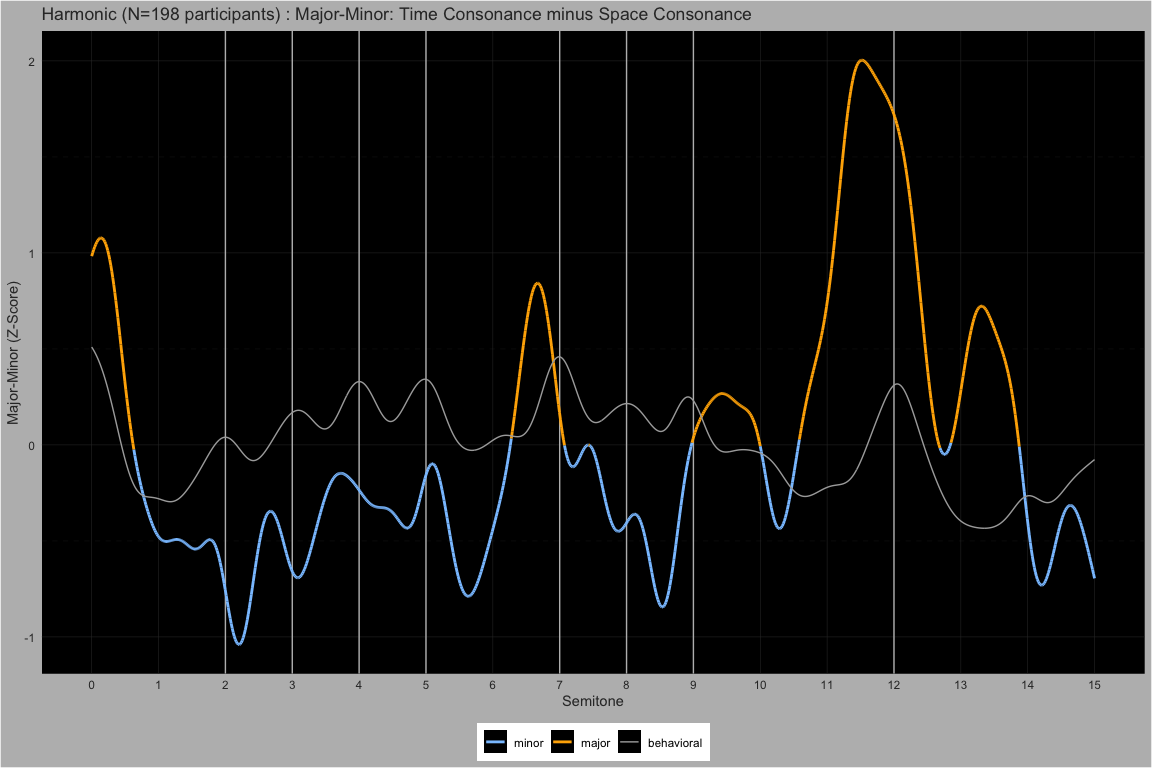 Harmonic (N=198 participants) : Major-Minor: Time Consonance minus Space Consonance
Major-Minor (Z-Score)
2
1
0
-1
0 1 2 3 4 5 6 7 8 9 10 11 12 13 14 15
Semitone
minor major behavioral